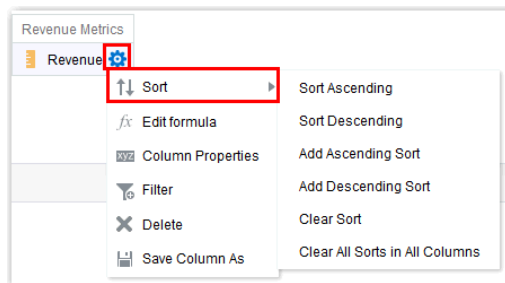 Revenue Metrics
Revenue
Sort
fx Edit formula
xyz Column Properties
Filter
Delete
Save Column As
Sort Ascending
Sort Descending
Add Ascending Sort
Add Descending Sort
Clear Sort
Clear All Sorts in All Columns